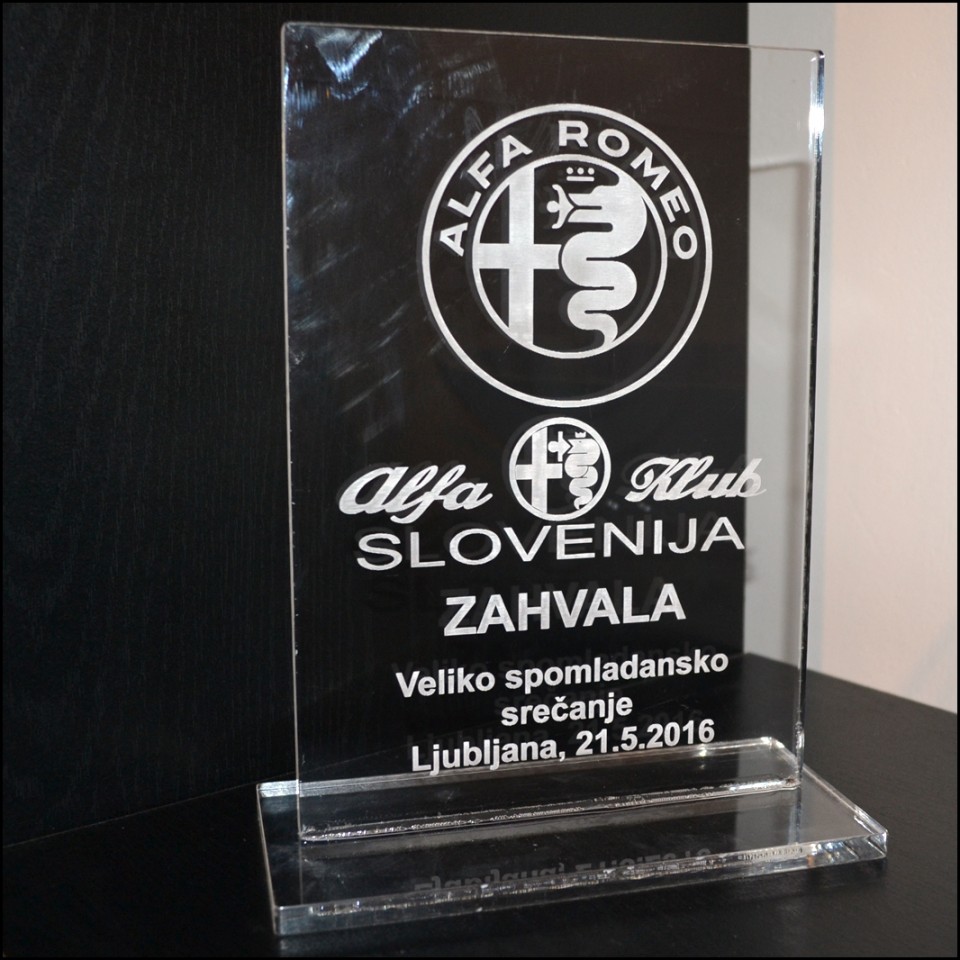 ALFA ROMEO
Alfa Klub
SLOVENIJA
ZAHVALA
Veliko spomladansko
srečanje
Ljubljana, 21.5.2016